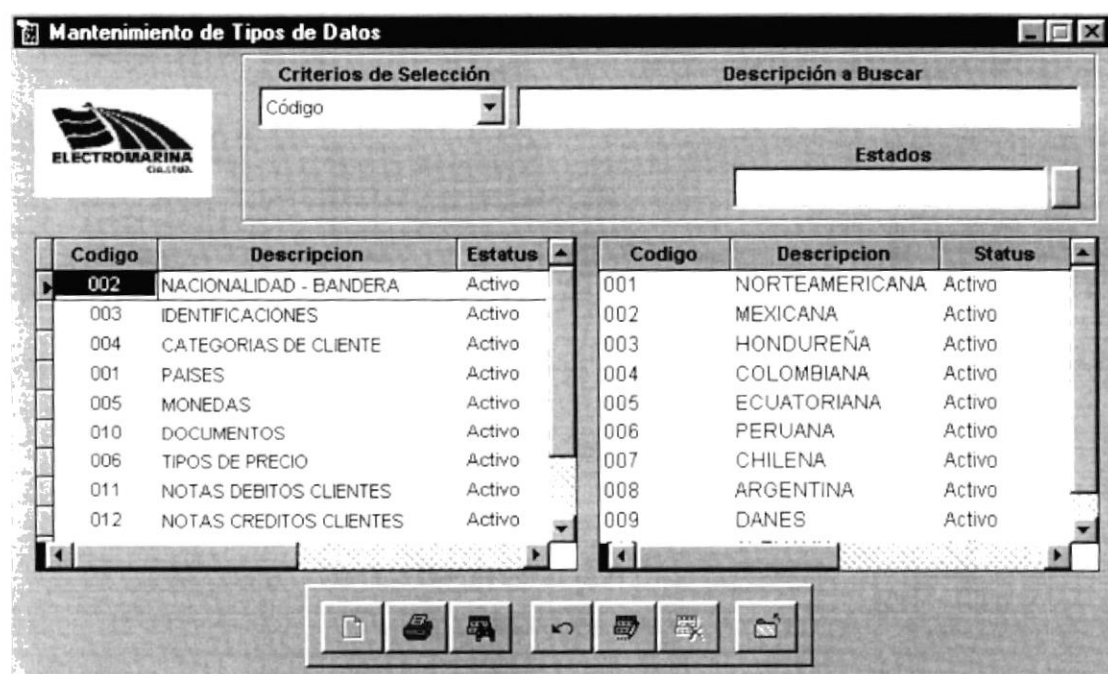 Mantenimiento de Tipos de Datos
Criterios de Selección
Descripción a Buscar
Código
ELECTROMARINA
CIA.LTDA.
Estados
Codigo Descripcion Estatus
002 NACIONALIDAD - BANDERA Activo
003 IDENTIFICACIONES Activo
004 CATEGORIAS DE CLIENTE Activo
001 PAISES Activo
005 MONEDAS Activo
010 DOCUMENTOS Activo
006 TIPOS DE PRECIO Activo
011 NOTAS DEBITOS CLIENTES Activo
012 NOTAS CREDITOS CLIENTES Activo
Codigo Descripcion Status
001 NORTEAMERICANA Activo
002 MEXICANA Activo
003 HONDUREÑA Activo
004 COLOMBIANA Activo
005 ECUATORIANA Activo
006 PERUANA Activo
007 CHILENA Activo
008 ARGENTINA Activo
009 DANES Activo